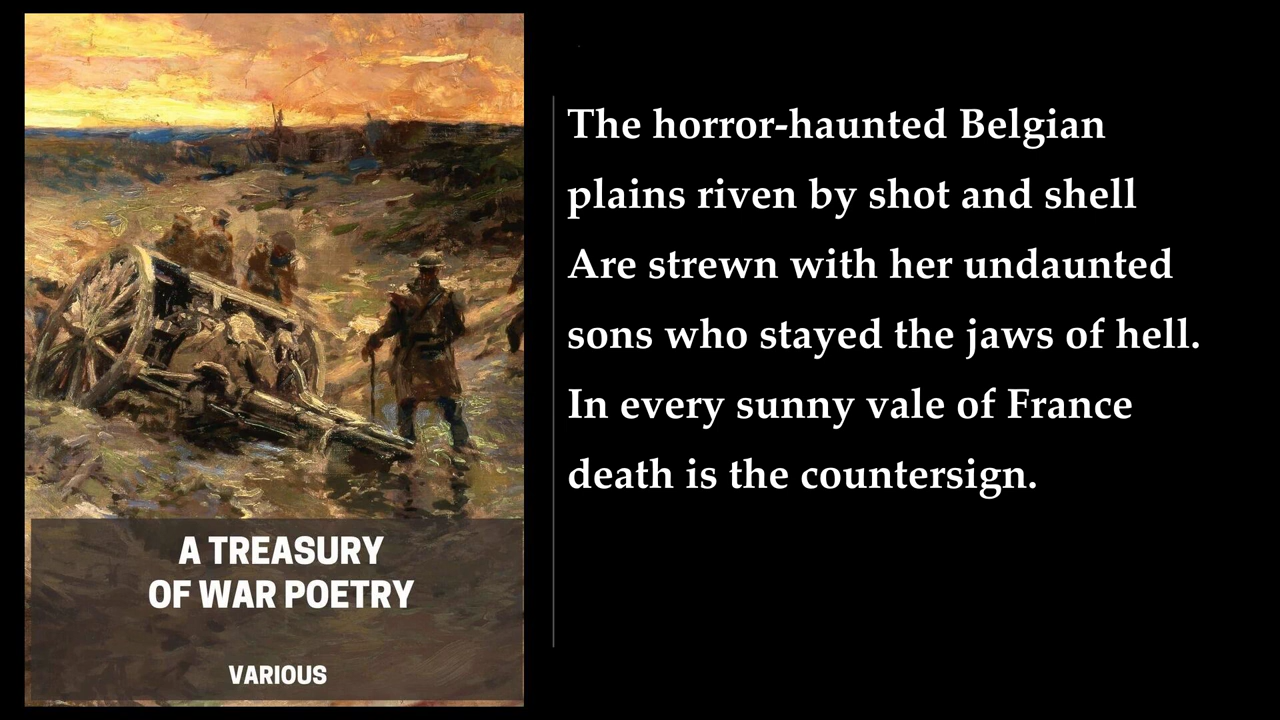 The horror-haunted Belgian
plains riven by shot and shell
Are strewn with her undaunted
sons who stayed the jaws of hell.
In every sunny vale of France
death is the countersign.
A TREASURY
OF WAR POETRY
VARIOUS